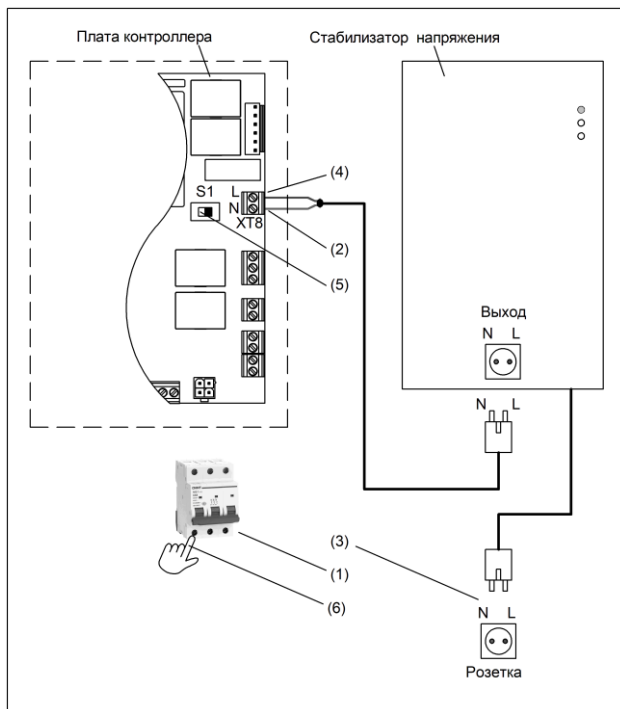 Плата контроллера
Стабилизатор напряжения
(4)
S1
L
N
XT8
(2)
(5)
Выход
N L
N L
(3)
(1)
(6)
N L
Розетка